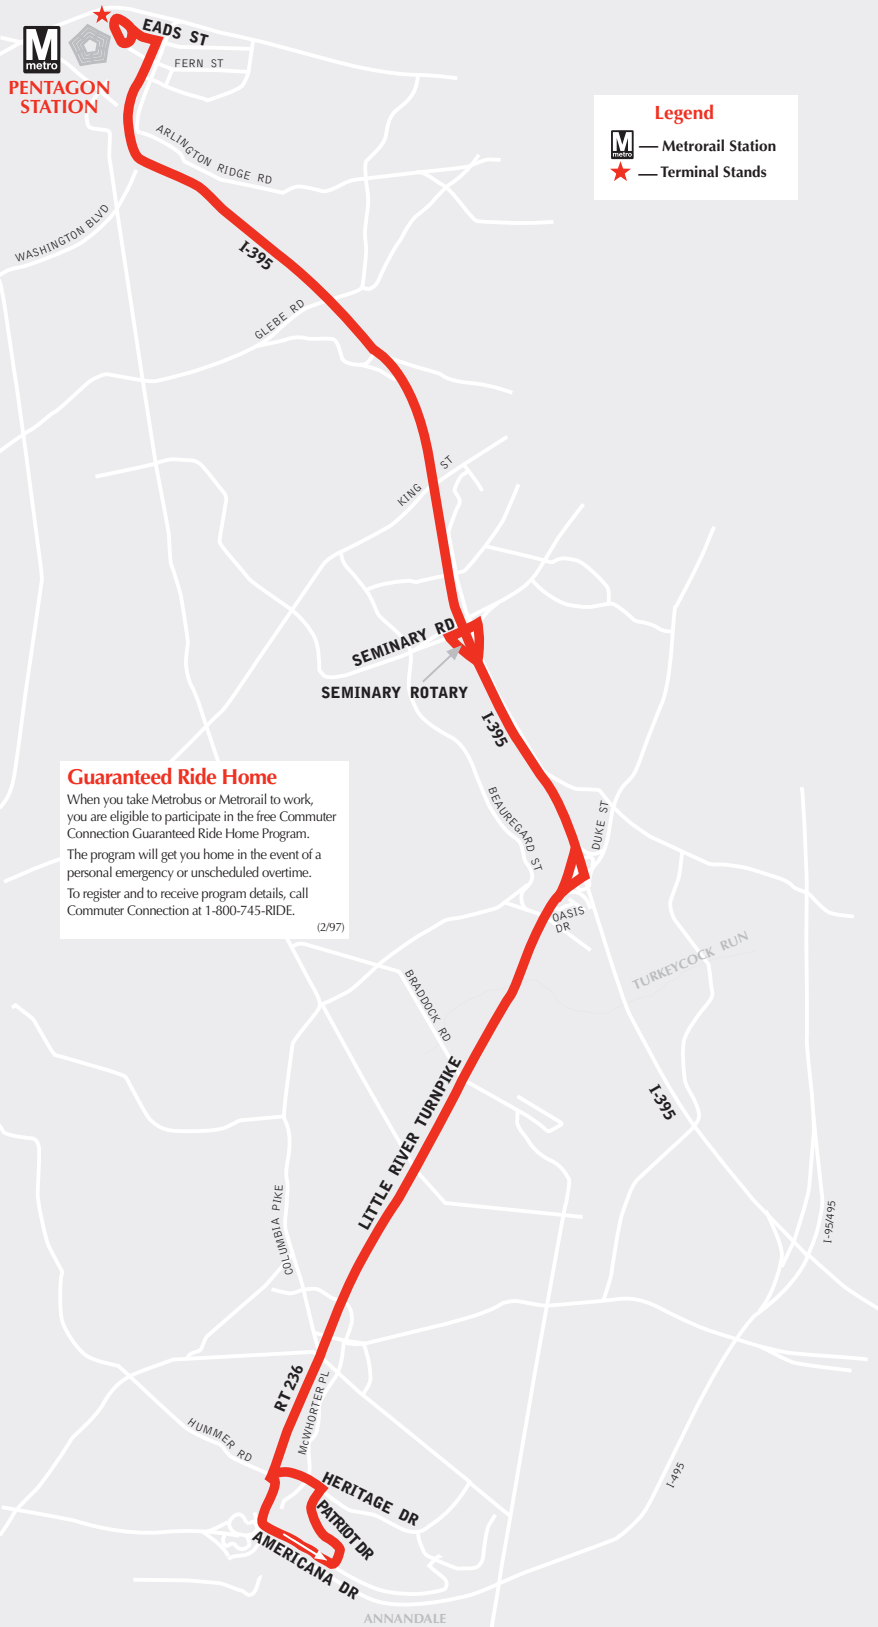 EADS ST
M
metro
FERN ST
PENTAGON
STATION
Legend
M
metro
— Metrorail Station
— Terminal Stands
ARLINGTON RIDGE RD
WASHINGTON BLVD
I-395
GLEBE RD
KING ST
SEMINARY RD
SEMINARY ROTARY
I-395
Guaranteed Ride Home
When you take Metrobus or Metrorail to work,
you are eligible to participate in the free Commuter
Connection Guaranteed Ride Home Program.
The program will get you home in the event of a
personal emergency or unscheduled overtime.
To register and to receive program details, call
Commuter Connection at 1-800-745-RIDE.
(2/97)
BEAUREGARD ST
DUKE ST
OASIS
DR
TURKEYCOCK RUN
BRADDOCK RD
LITTLE RIVER TURNPIKE
I-395
COLUMBIA PIKE
I-95/495
RT 236
McWHORTER PL
HUMMER RD
I-495
HERITAGE DR
PATRIOT DR
AMERICANA DR
ANNANDALE